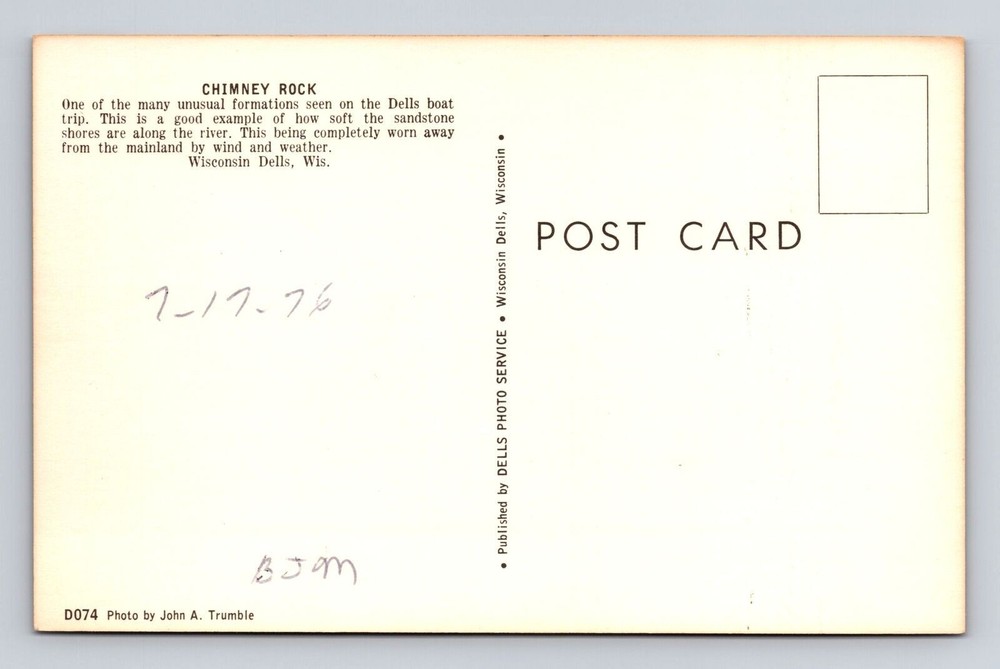 CHIMNEY ROCK
One of the many unusual formations seen on the Dells boat
trip. This is a good example of how soft the sandstone
shores are along the river. This being completely worn away
from the mainland by wind and weather.
Wisconsin Dells, Wis.
7-17-76
BJM
D074 Photo by John A. Trumble
• Published by DELLS PHOTO SERVICE • Wisconsin Dells, Wisconsin •
POST CARD